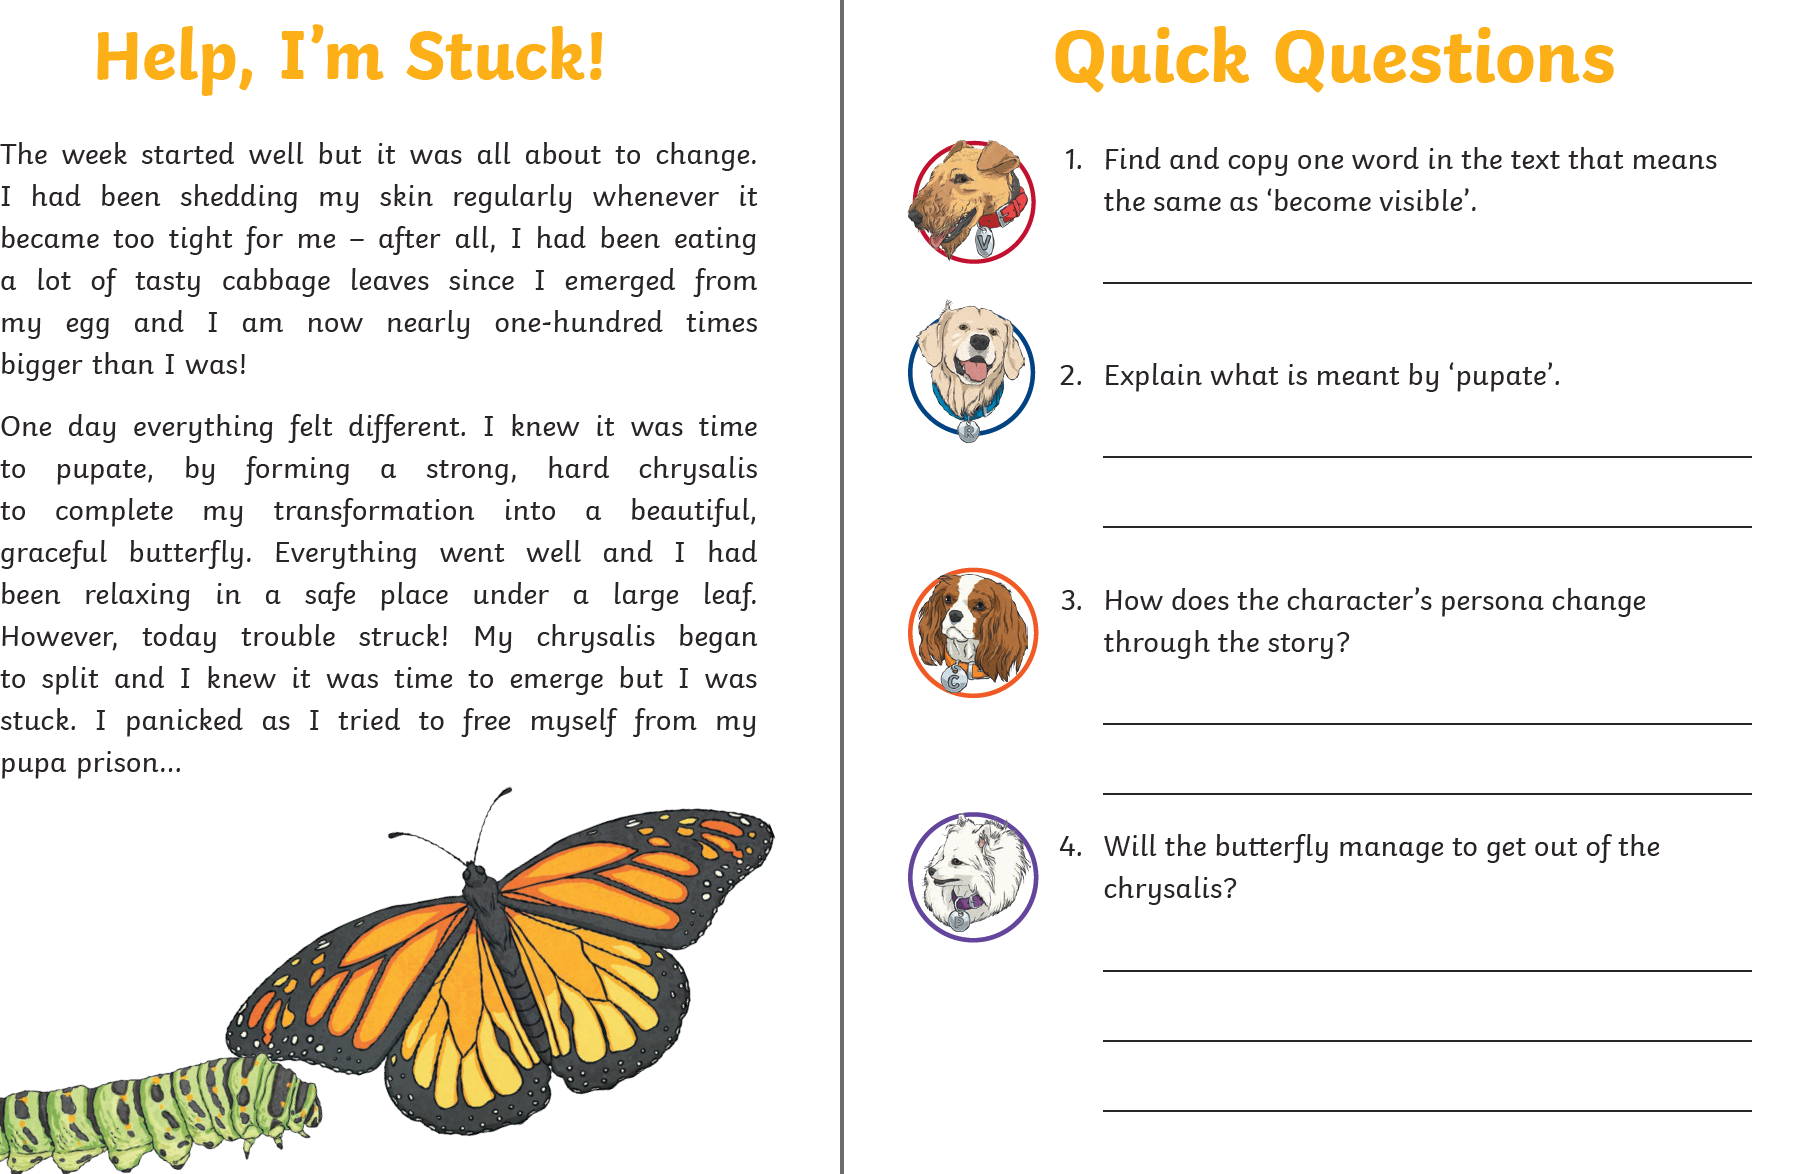 Help, I'm Stuck!
The week started well but it was all about to change.
I had been shedding my skin regularly whenever it
became too tight for me – after all, I had been eating
a lot of tasty cabbage leaves since I emerged from
my egg and I am now nearly one-hundred times
bigger than I was!
One day everything felt different. I knew it was time
to pupate, by forming a strong, hard chrysalis
to complete my transformation into a beautiful,
graceful butterfly. Everything went well and I had
been relaxing in a safe place under a large leaf.
However, today trouble struck! My chrysalis began
to split and I knew it was time to emerge but I was
stuck. I panicked as I tried to free myself from my
pupa prison...
Quick Questions
V
1. Find and copy one word in the text that means
the same as ‘become visible’.
R
2. Explain what is meant by ‘pupate’.
C
3. How does the character’s persona change
through the story?
P
4. Will the butterfly manage to get out of the
chrysalis?